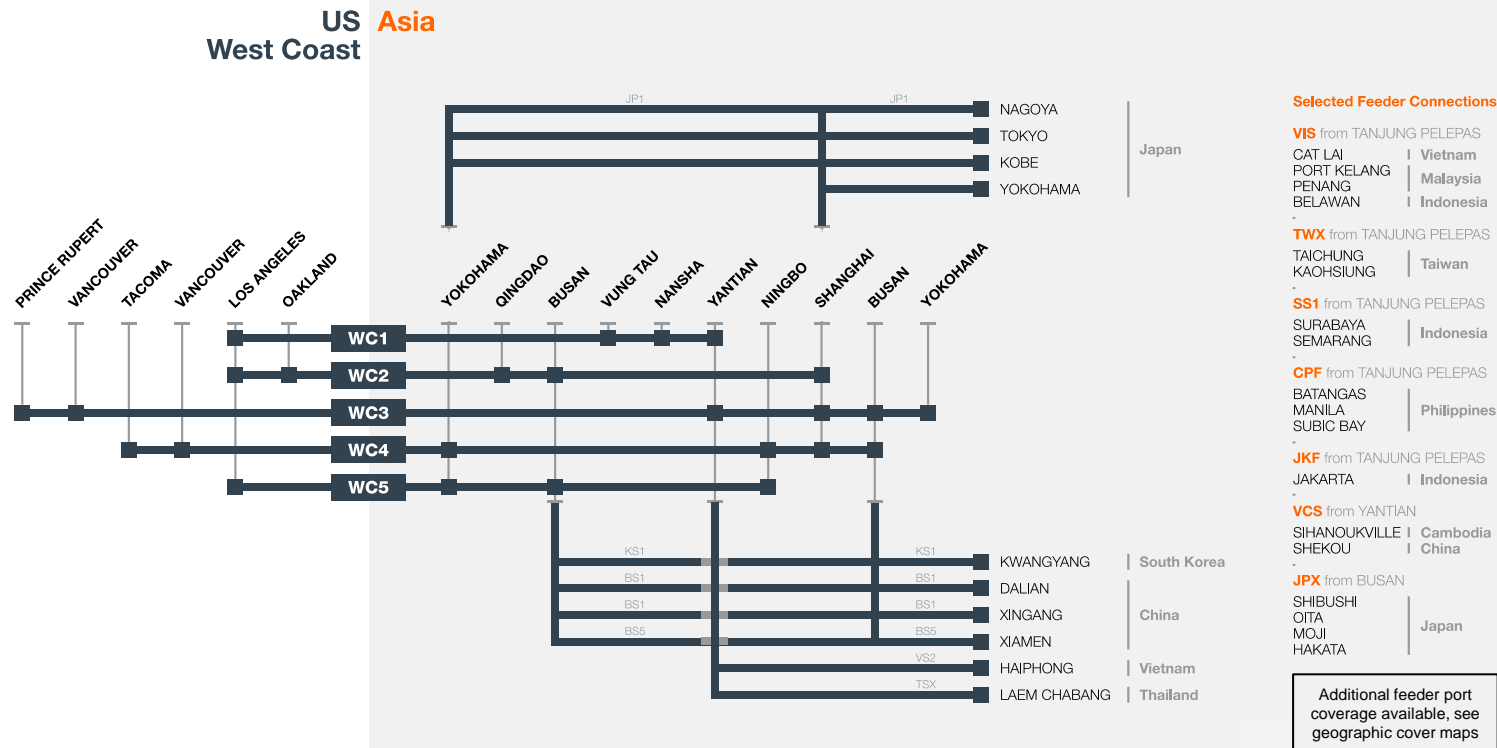 US Asia
West Coast
JP1 JP1
NAGOYA
TOKYO
KOBE
YOKOHAMA
Japan
PRINCE RUPERT
VANCOUVER
TACOMA
VANCOUVER
LOS ANGELES
OAKLAND
YOKOHAMA
QINGDAO
BUSAN
VUNG TAU
NANSHA
YANTIAN
NINGBO
SHANGHAI
BUSAN
YOKOHAMA
WC1
WC2
WC3
WC4
WC5
KS1 KS1
KWANGYANG South Korea
BS1 BS1
DALIAN
BS1 BS1
XINGANG China
BS5 BS5
XIAMEN
VS2
HAIPHONG Vietnam
TSX
LAEM CHABANG Thailand
Selected Feeder Connections
VIS from TANJUNG PELEPAS
CAT LAI Vietnam
PORT KELANG
PENANG
Malaysia
BELAWAN Indonesia
TWX from TANJUNG PELEPAS
TAICHUNG
KAOHSIUNG
Taiwan
SS1 from TANJUNG PELEPAS
SURABAYA
SEMARANG
Indonesia
CPF from TANJUNG PELEPAS
BATANGAS
MANILA Philippines
SUBIC BAY
JKF from TANJUNG PELEPAS
JAKARTA Indonesia
VCS from YANTIAN
SIHANOUKVILLE Cambodia
SHEKOU China
JPX from BUSAN
SHIBUSHI
OITA
MOJI
HAKATA
Japan
Additional feeder port
coverage available, see
geographic cover maps